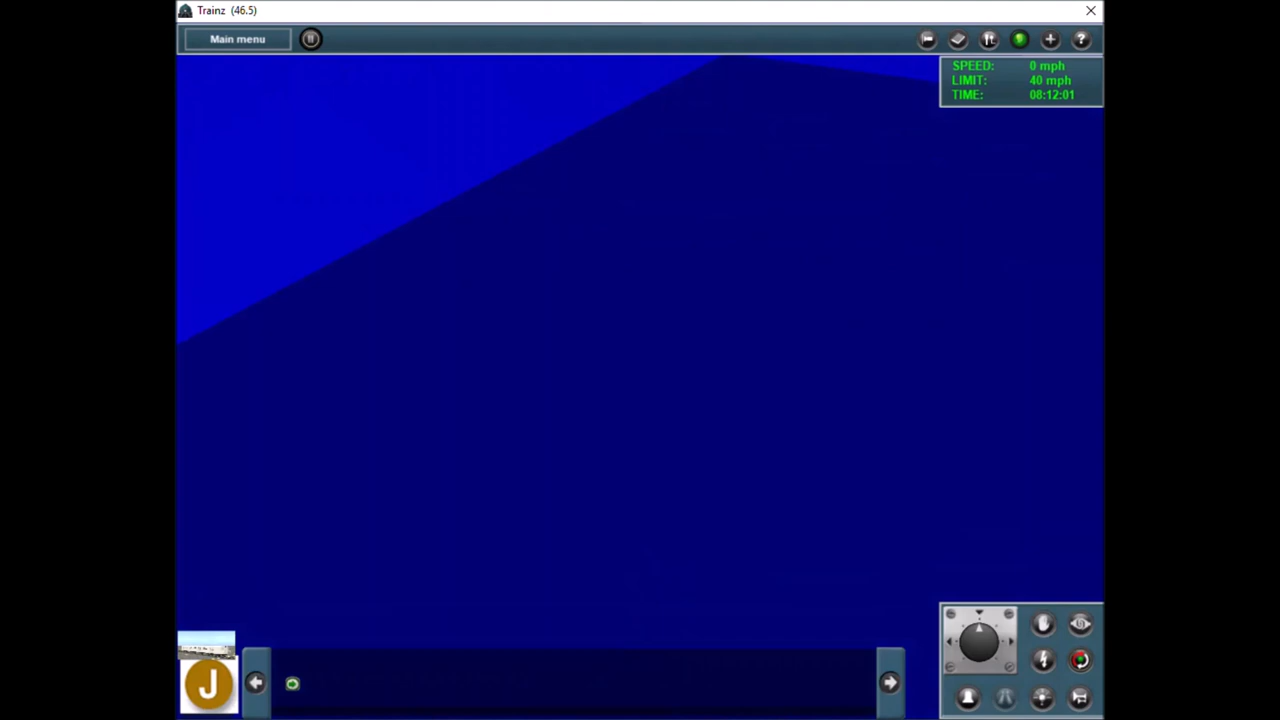 Trainz (46.5)
Main menu
SPEED: 0 mph
LIMIT: 40 mph
TIME: 08:12:01
J